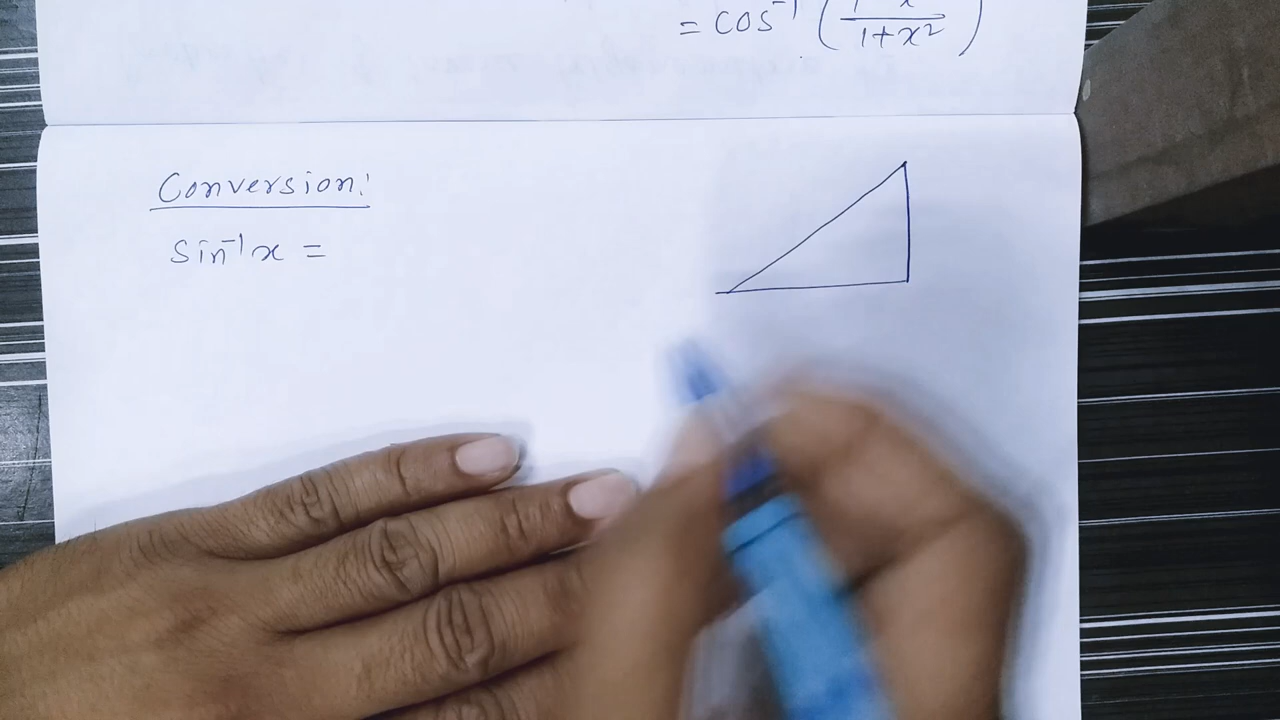 = cos⁻¹ (    / 1+x²)
Conversion:
sin⁻¹x =